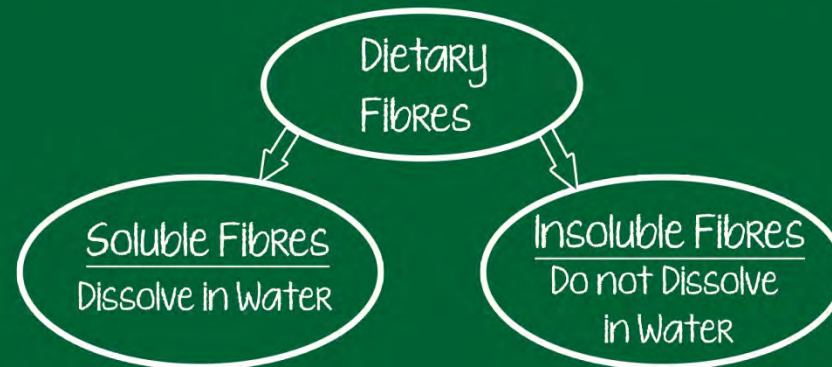 Dietary
Fibres
Soluble Fibres
Dissolve in Water
Insoluble Fibres
Do not Dissolve
in Water